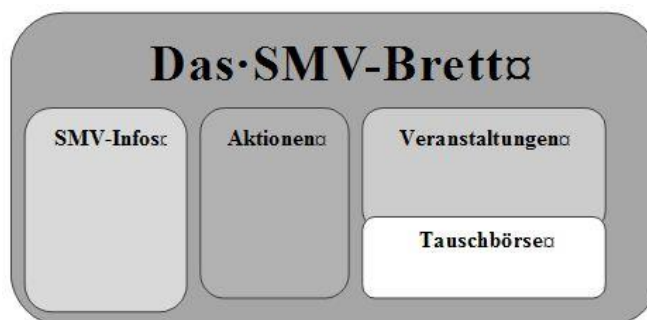 Das·SMV-Brett¤
SMV-Infos¤
Aktionen¤
Veranstaltungen¤
Tauschbörse¤